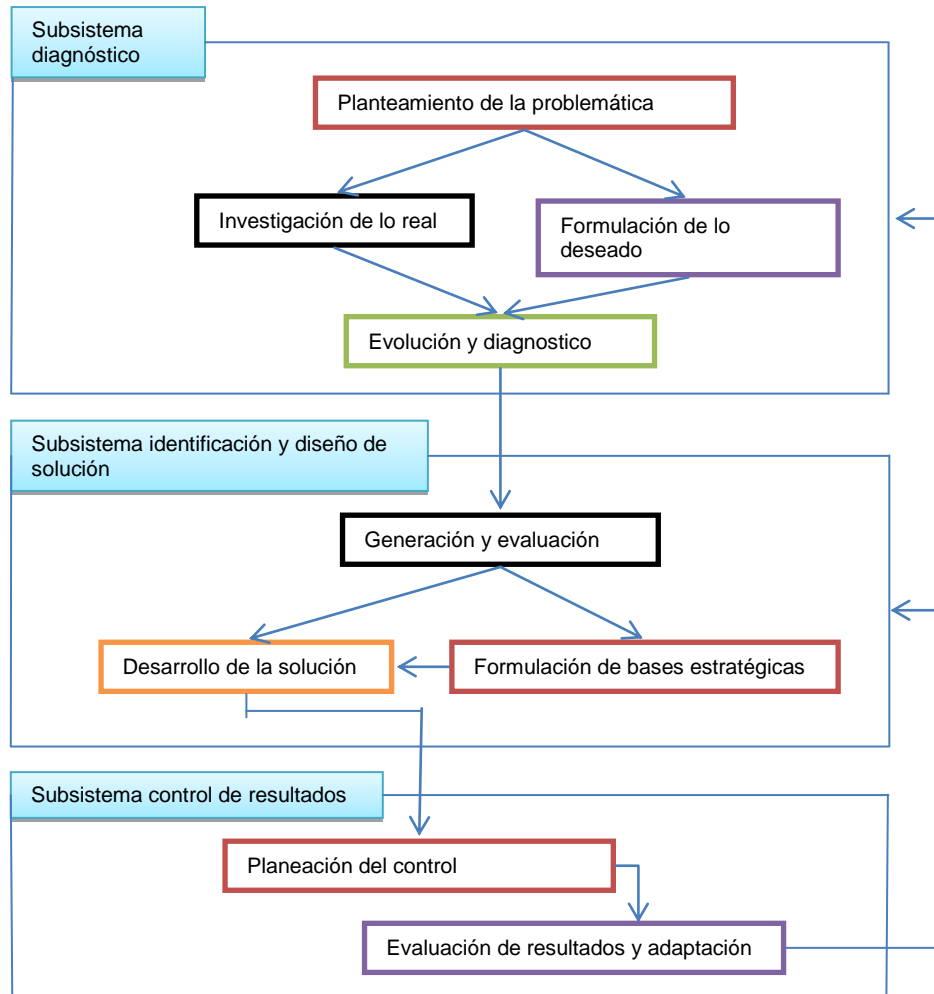 Subsistema
diagnóstico
Planteamiento de la problemática
Investigación de lo real
Formulación de lo
deseado
Evolución y diagnostico
Subsistema identificación y diseño de
solución
Generación y evaluación
Desarrollo de la solución
Formulación de bases estratégicas
Subsistema control de resultados
Planeación del control
Evaluación de resultados y adaptación